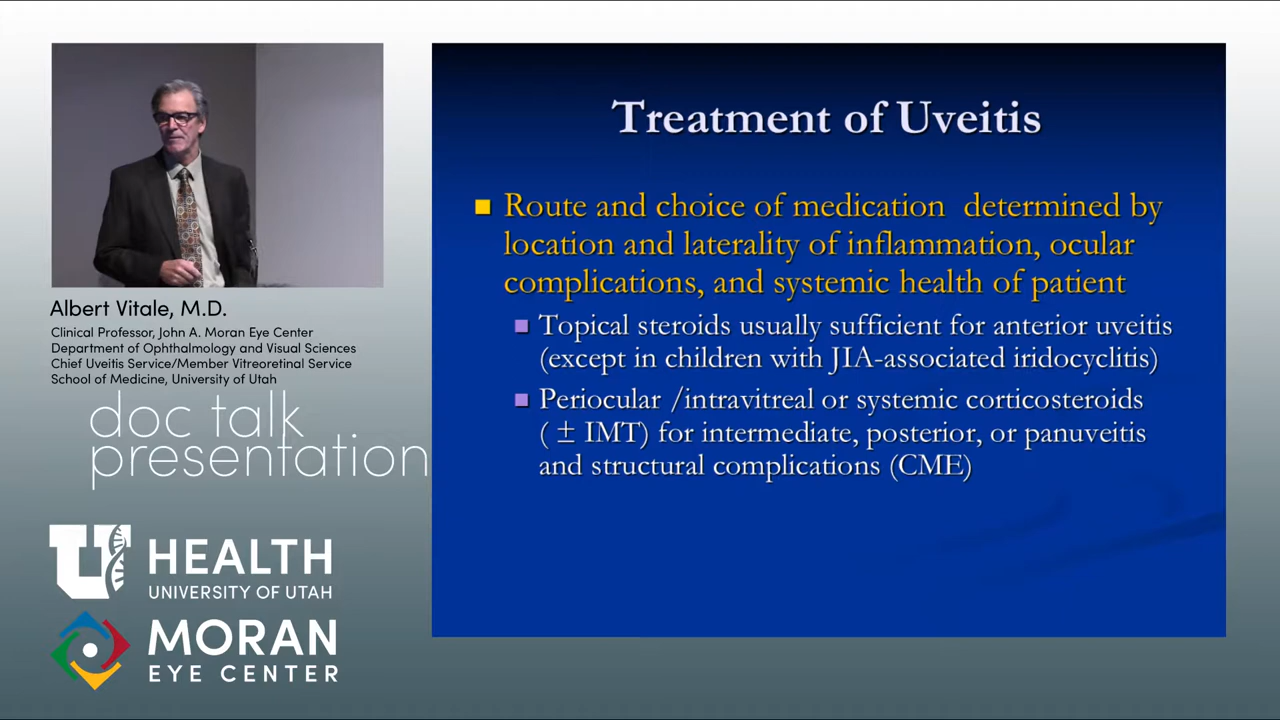 Albert Vitale, M.D.
Clinical Professor, John A. Moran Eye Center
Department of Ophthalmology and Visual Sciences
Chief Uveitis Service/Member Vitreoretinal Service
School of Medicine, University of Utah
doc talk
presentation
U HEALTH
UNIVERSITY OF UTAH
MORAN
EYE CENTER
Treatment of Uveitis
Route and choice of medication determined by
location and laterality of inflammation, ocular
complications, and systemic health of patient
Topical steroids usually sufficient for anterior uveitis
(except in children with JIA-associated iridocyclitis)
Periocular /intravitreal or systemic corticosteroids
( ± IMT) for intermediate, posterior, or panuveitis
and structural complications (CME)